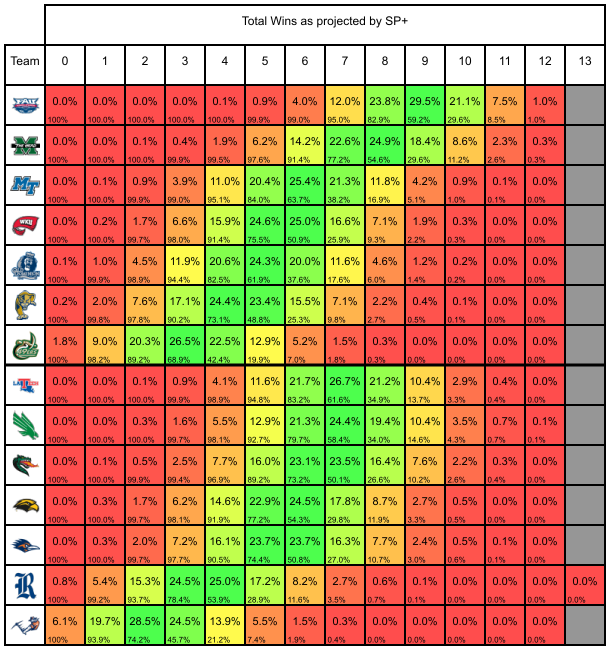 Total Wins as projected by SP+
Team 0 1 2 3 4 5 6 7 8 9 10 11 12 13
FAU 0.0% 0.0% 0.0% 0.0% 0.1% 0.9% 4.0% 12.0% 23.8% 29.5% 21.1% 7.5% 1.0%
100% 100.0% 100.0% 100.0% 100.0% 99.9% 99.0% 95.0% 82.9% 59.2% 29.6% 8.5% 1.0%
0.0% 0.0% 0.1% 0.4% 1.9% 6.2% 14.2% 22.6% 24.9% 18.4% 8.6% 2.3% 0.3%
100% 100.0% 100.0% 99.9% 99.5% 97.6% 91.4% 77.2% 54.6% 29.6% 11.2% 2.6% 0.3%
MT 0.0% 0.1% 0.9% 3.9% 11.0% 20.4% 25.4% 21.3% 11.8% 4.2% 0.9% 0.1% 0.0%
100% 100.0% 99.9% 99.0% 95.1% 84.0% 63.7% 38.2% 16.9% 5.1% 1.0% 0.1% 0.0%
WKU 0.0% 0.2% 1.7% 6.6% 15.9% 24.6% 25.0% 16.6% 7.1% 1.9% 0.3% 0.0% 0.0%
100% 100.0% 99.7% 98.0% 91.4% 75.5% 50.9% 25.9% 9.3% 2.2% 0.3% 0.0% 0.0%
0.1% 1.0% 4.5% 11.9% 20.6% 24.3% 20.0% 11.6% 4.6% 1.2% 0.2% 0.0% 0.0%
100% 99.9% 98.9% 94.4% 82.5% 61.9% 37.6% 17.6% 6.0% 1.4% 0.2% 0.0% 0.0%
0.2% 2.0% 7.6% 17.1% 24.4% 23.4% 15.5% 7.1% 2.2% 0.4% 0.1% 0.0% 0.0%
100% 99.8% 97.8% 90.2% 73.1% 48.8% 25.3% 9.8% 2.7% 0.5% 0.1% 0.0% 0.0%
1.8% 9.0% 20.3% 26.5% 22.5% 12.9% 5.2% 1.5% 0.3% 0.0% 0.0% 0.0% 0.0%
100% 98.2% 89.2% 68.9% 42.4% 19.9% 7.0% 1.8% 0.3% 0.0% 0.0% 0.0% 0.0%
LA TECH 0.0% 0.0% 0.1% 0.9% 4.1% 11.6% 21.7% 26.7% 21.2% 10.4% 2.9% 0.4% 0.0%
100% 100.0% 100.0% 99.9% 98.9% 94.8% 83.2% 61.6% 34.9% 13.7% 3.3% 0.4% 0.0%
0.0% 0.0% 0.3% 1.6% 5.5% 12.9% 21.3% 24.4% 19.4% 10.4% 3.5% 0.7% 0.1%
100% 100.0% 100.0% 99.7% 98.1% 92.7% 79.7% 58.4% 34.0% 14.6% 4.3% 0.7% 0.1%
0.0% 0.1% 0.5% 2.5% 7.7% 16.0% 23.1% 23.5% 16.4% 7.6% 2.2% 0.3% 0.0%
100% 100.0% 99.9% 99.4% 96.9% 89.2% 73.2% 50.1% 26.6% 10.2% 2.6% 0.4% 0.0%
0.0% 0.3% 1.7% 6.2% 14.6% 22.9% 24.5% 17.8% 8.7% 2.7% 0.5% 0.0% 0.0%
100% 100.0% 99.7% 98.1% 91.9% 77.2% 54.3% 29.8% 11.9% 3.3% 0.5% 0.0% 0.0%
0.0% 0.3% 2.0% 7.2% 16.1% 23.7% 23.7% 16.3% 7.7% 2.4% 0.5% 0.1% 0.0%
100% 100.0% 99.7% 97.7% 90.5% 74.4% 50.8% 27.0% 10.7% 3.0% 0.6% 0.1% 0.0%
R 0.8% 5.4% 15.3% 24.5% 25.0% 17.2% 8.2% 2.7% 0.6% 0.1% 0.0% 0.0% 0.0% 0.0%
100% 99.2% 93.7% 78.4% 53.9% 28.9% 11.6% 3.5% 0.7% 0.1% 0.0% 0.0% 0.0% 0.0%
6.1% 19.7% 28.5% 24.5% 13.9% 5.5% 1.5% 0.3% 0.0% 0.0% 0.0% 0.0% 0.0%
100% 93.9% 74.2% 45.7% 21.2% 7.4% 1.9% 0.4% 0.0% 0.0% 0.0% 0.0% 0.0%